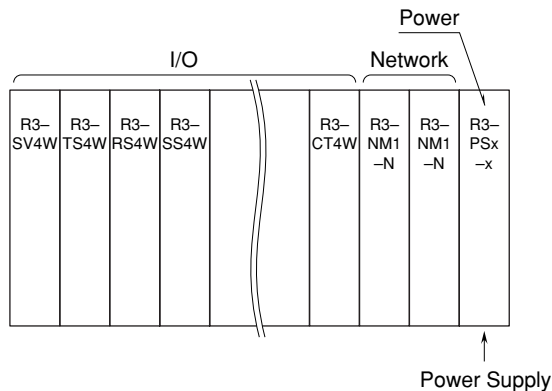 Power
I/O
Network
R3–
SV4W
R3–
TS4W
R3–
RS4W
R3–
SS4W
R3–
CT4W
R3–
NM1
–N
R3–
NM1
–N
R3–
PSx
–x
Power Supply